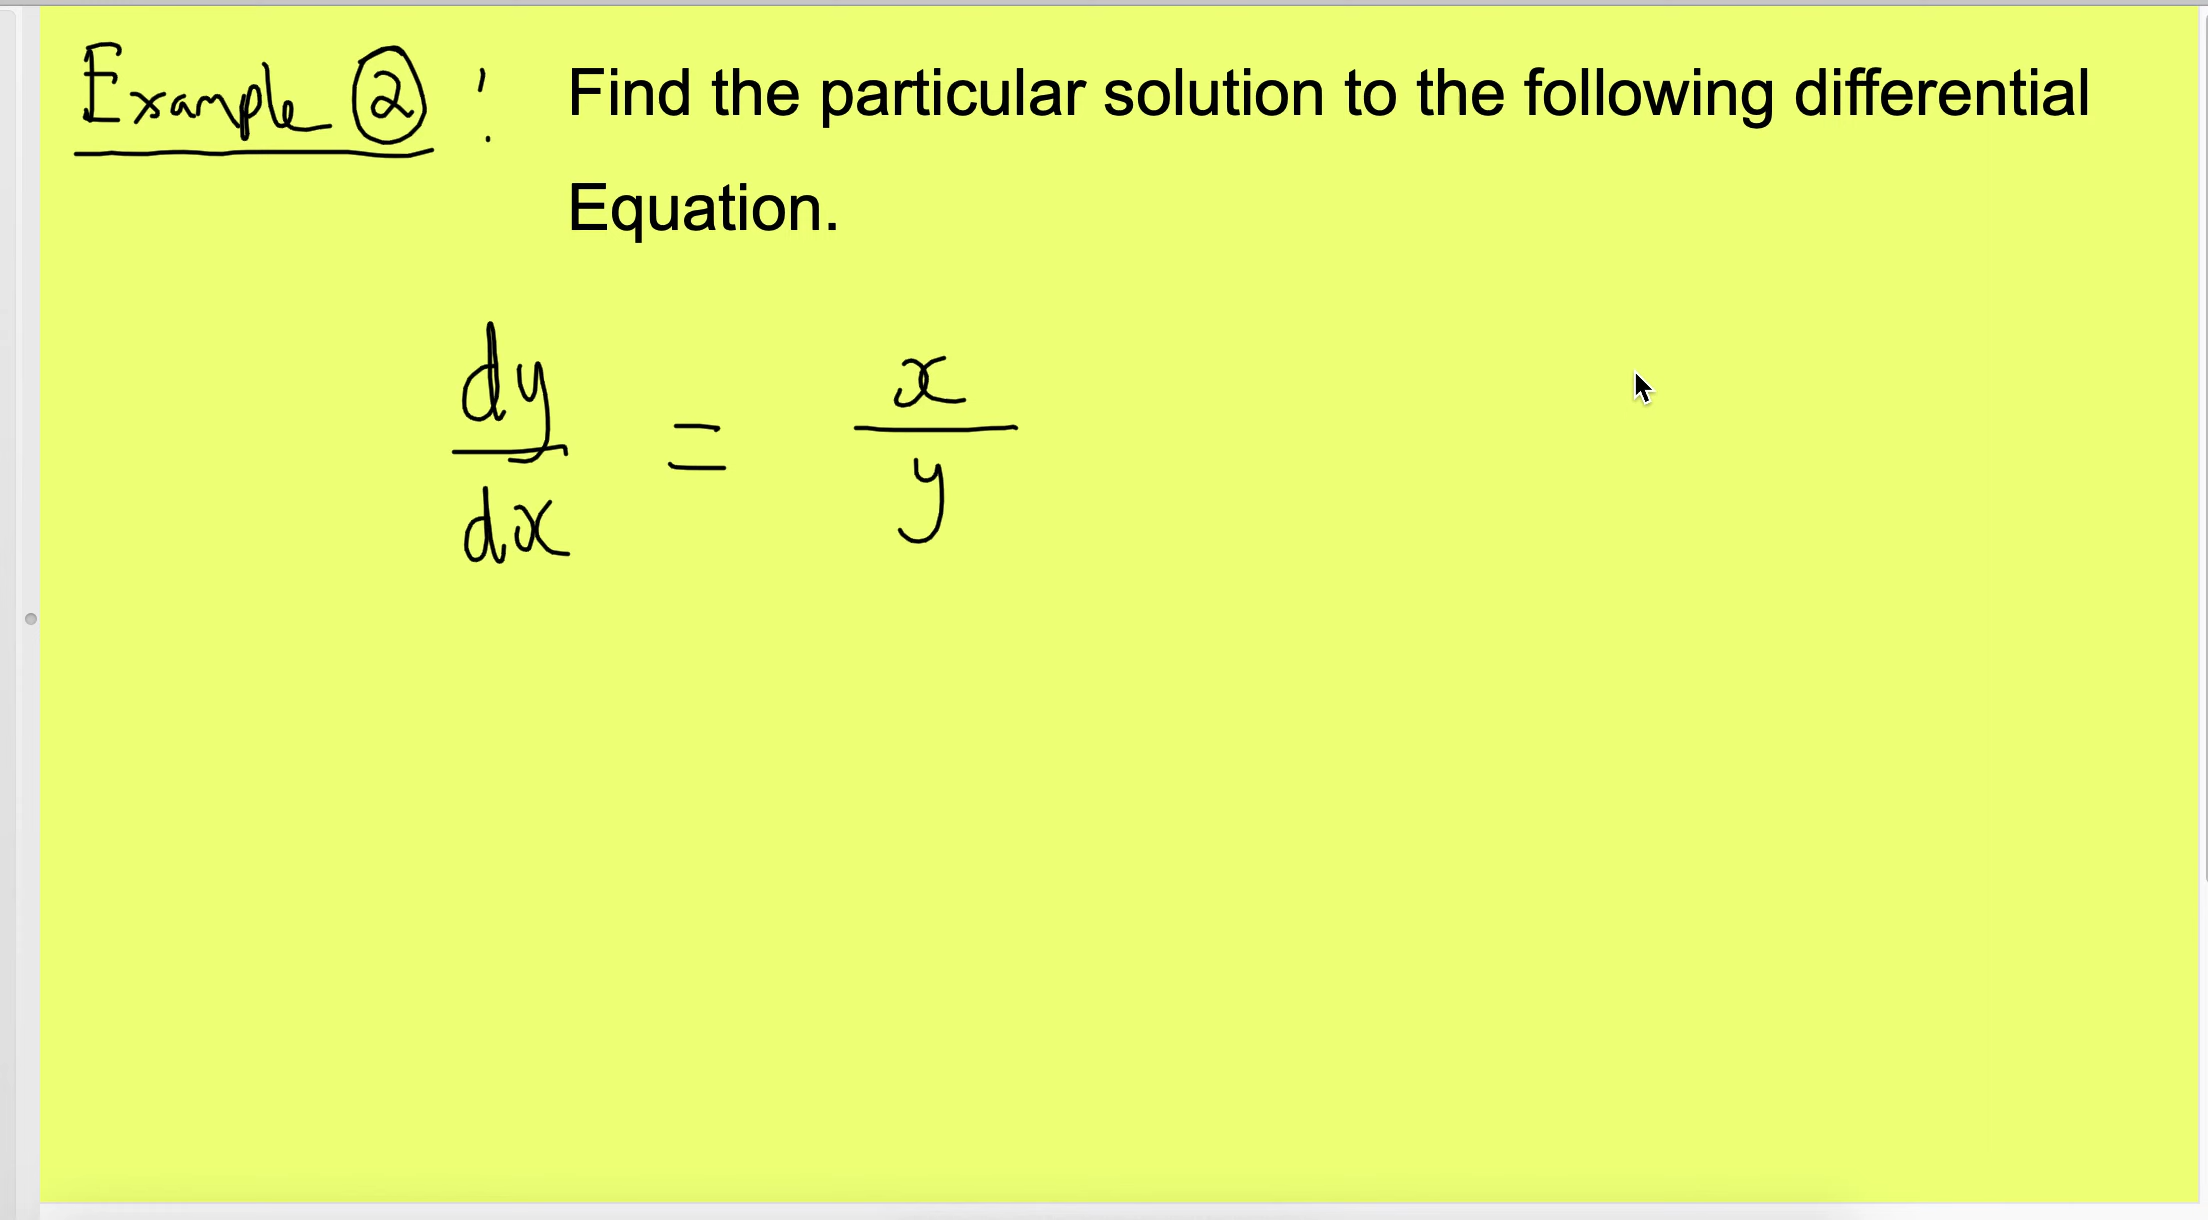 Example ② : Find the particular solution to the following differential
Equation.
dy/dx = x/y